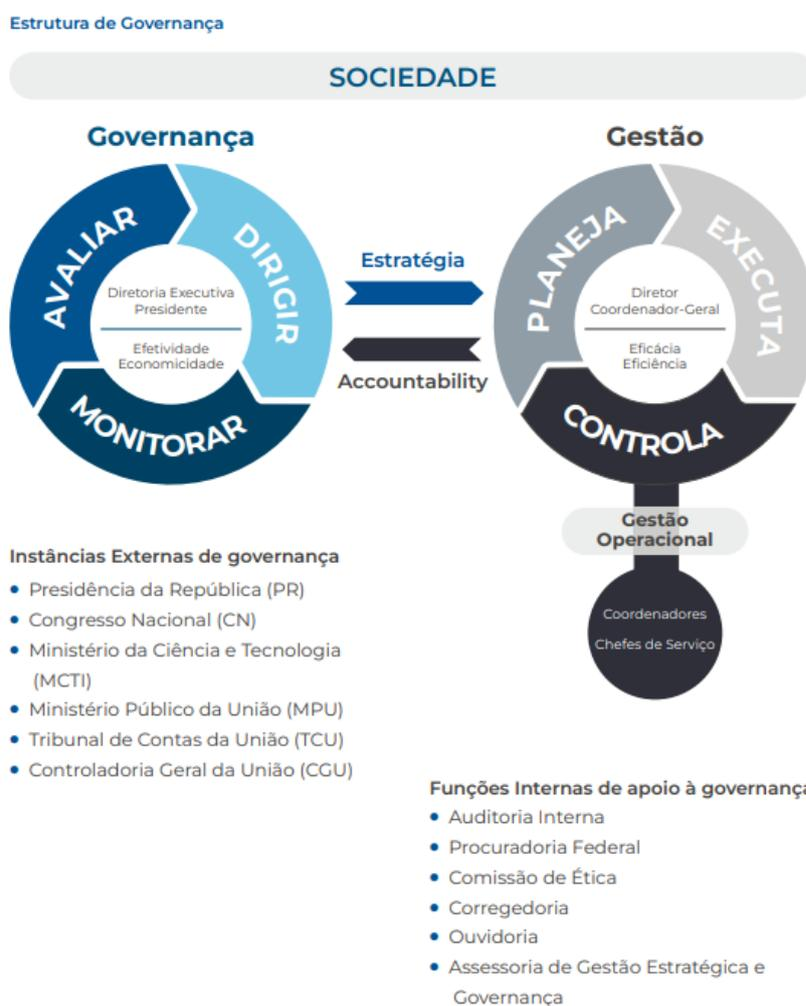 Estrutura de Governança
SOCIEDADE
Governança
AVALIAR
DIRIGIR
MONITORAR
Diretoria Executiva
Presidente
Efetividade
Economicidade
Estratégia
Accountability
Gestão
PLANEJA
EXECUTA
CONTROLA
Diretor
Coordenador-Geral
Eficácia
Eficiência
Gestão
Operacional
Coordenadores
Chefes de Serviço
Instâncias Externas de governança
• Presidência da República (PR)
• Congresso Nacional (CN)
• Ministério da Ciência e Tecnologia
(MCTI)
• Ministério Público da União (MPU)
• Tribunal de Contas da União (TCU)
• Controladoria Geral da União (CGU)
Funções Internas de apoio à governança
• Auditoria Interna
• Procuradoria Federal
• Comissão de Ética
• Corregedoria
• Ouvidoria
• Assessoria de Gestão Estratégica e
Governança